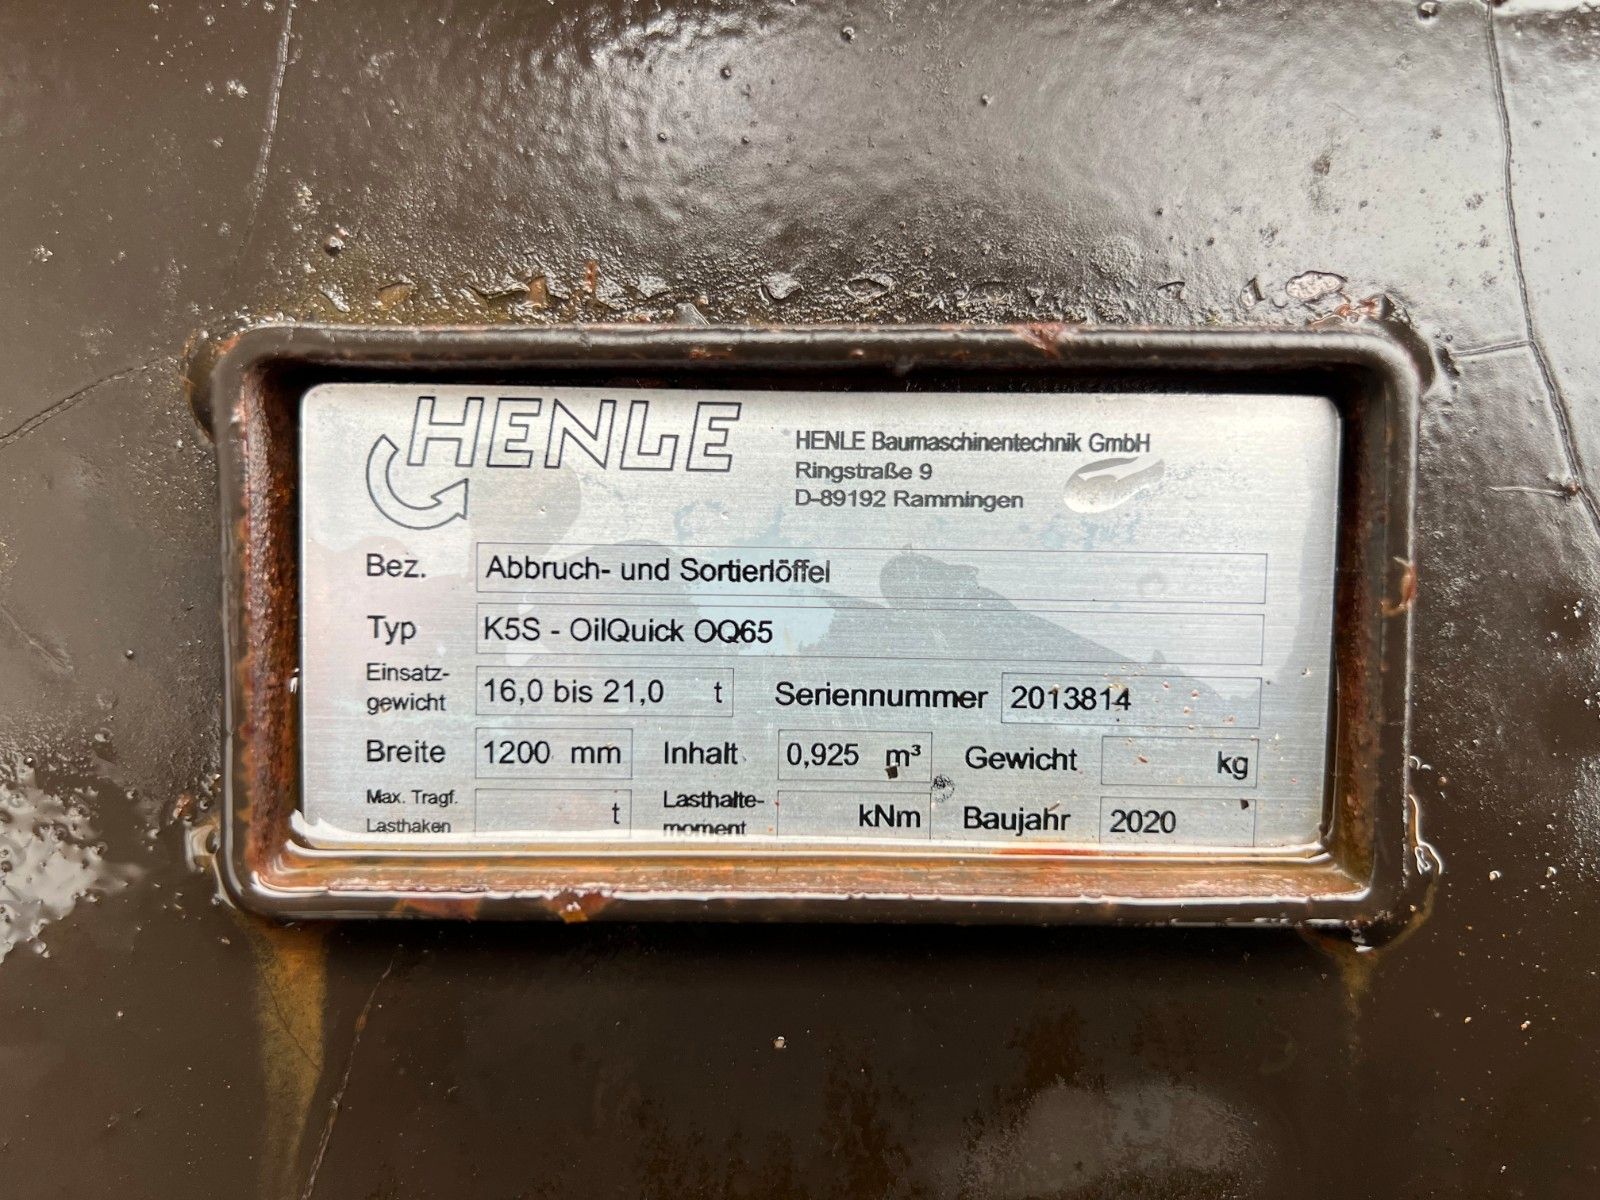 HENLE
HENLE Baumaschinentechnik GmbH
Ringstraße 9
D-89192 Rammingen
Bez. Abbruch- und Sortierlöffel
Typ K5S - OilQuick OQ65
Einsatz-
gewicht 16,0 bis 21,0 t Seriennummer 2013814
Breite 1200 mm Inhalt 0,925 m³ Gewicht kg
Max. Tragf.
Lasthaken t Lasthalte-
moment kNm Baujahr 2020